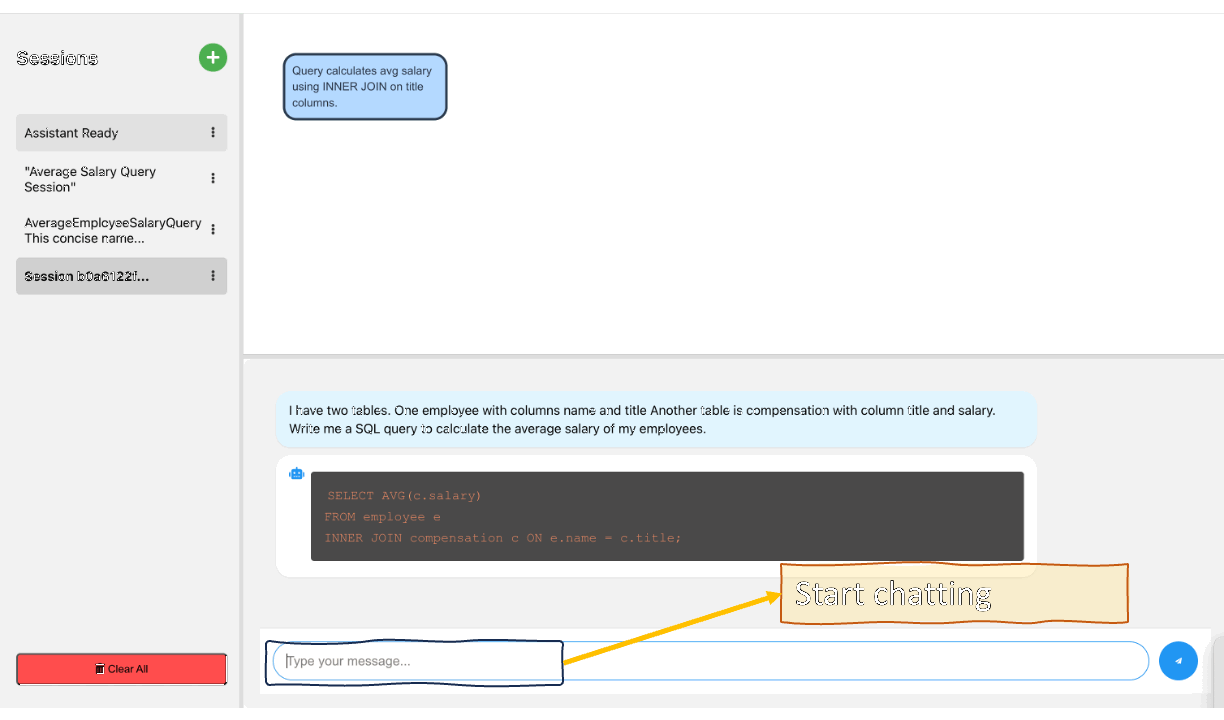 Sessions
Assistant Ready
"Average Salary Query
Session"
AverageEmployeeSalaryQuery
This concise name...
Session b0a6122f...
Clear All
Query calculates avg salary
using INNER JOIN on title
columns.
I have two tables. One employee with columns name and title Another table is compensation with column title and salary.
Write me a SQL query to calculate the average salary of my employees.
SELECT AVG(c.salary)
FROM employee e
INNER JOIN compensation c ON e.name = c.title;
Start chatting
Type your message...